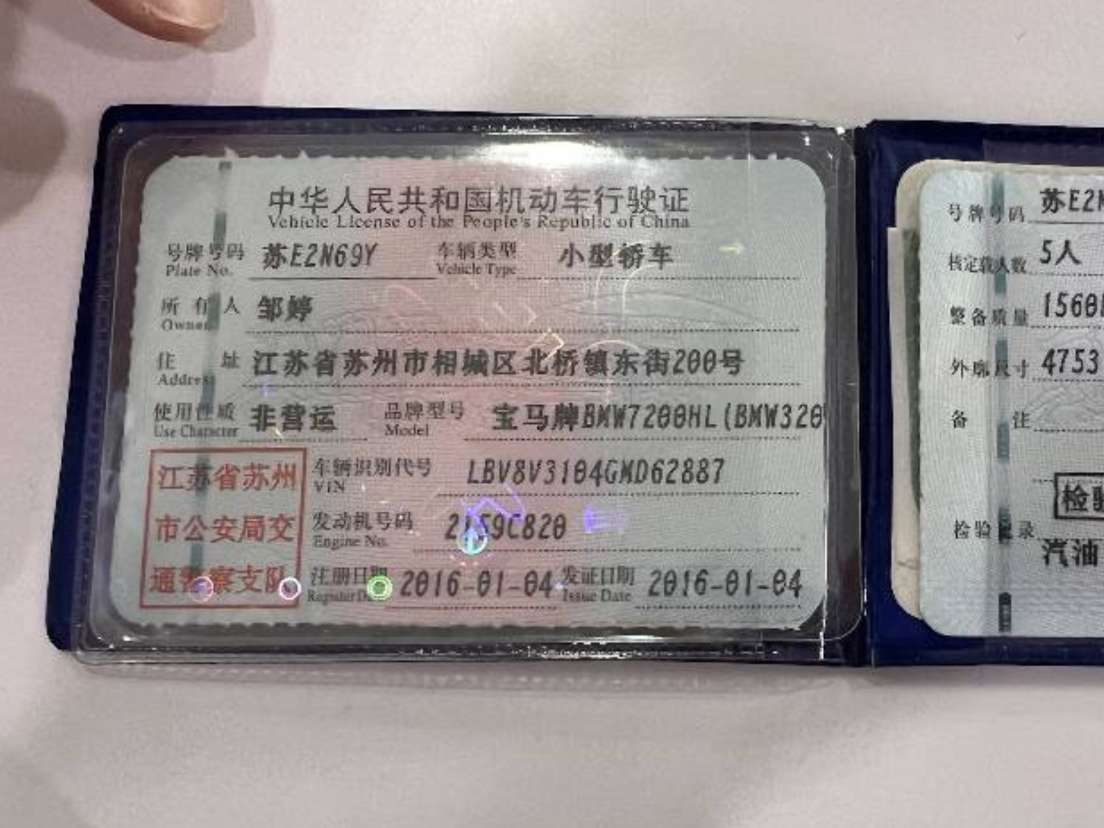 中华人民共和国机动车行驶证
Vehicle License of the People's Republic of China
号牌号码 苏E2N69Y 车辆类型 小型轿车
Plate No. Vehicle Type
所有人 邹婷
Owner
住址 江苏省苏州市相城区北桥镇东街200号
Address
使用性质 非营运 品牌型号 宝马牌BMW7200HL(BMW320
Use Character Model
江苏省苏州
市公安局交
通警察支队
车辆识别代号 LBV8V3104GMD62887
VIN
发动机号码 2159C820
Engine No.
注册日期 2016-01-04 发证日期 2016-01-04
Register Date Issue Date
号牌号码 苏E2N
核定载人数 5人
整备质量 1560
外廓尺寸 4753
备注
检验记录
检验
汽油